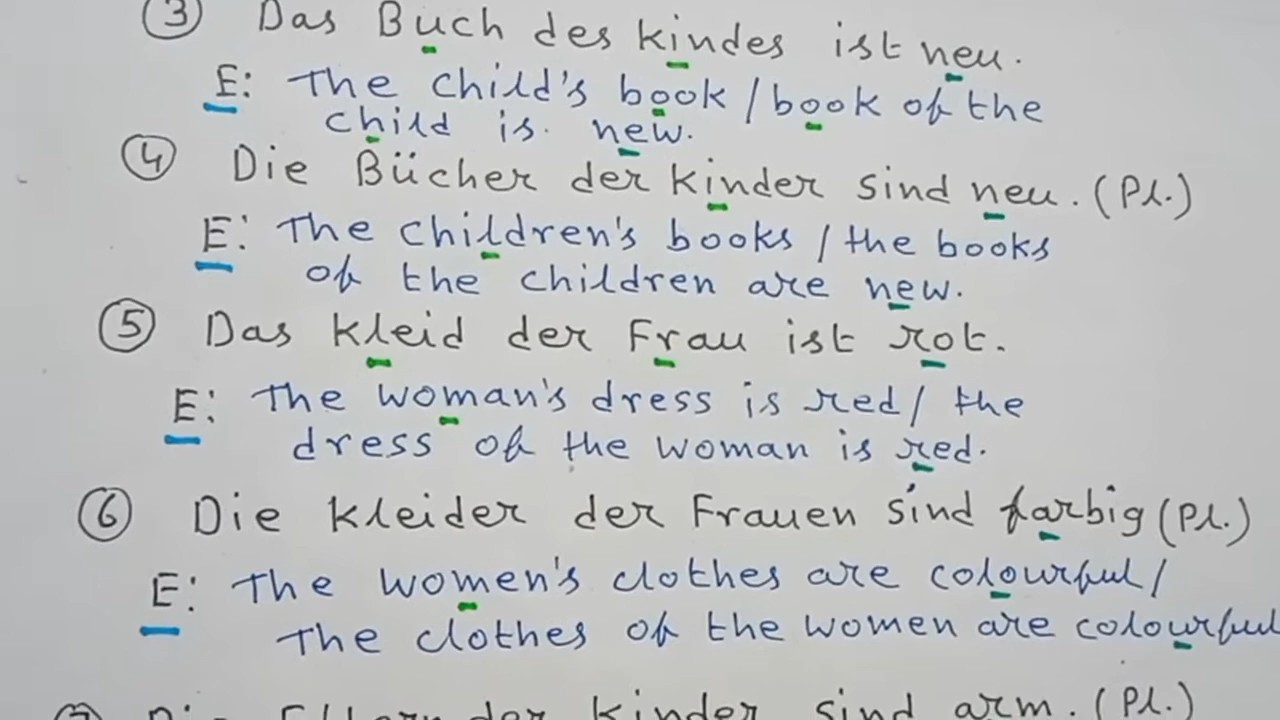 ③ Das Buch des kindes ist neu.
E: The child's book / book of the
child is new.
④ Die Bücher der kinder sind neu. (Pl.)
E: The children's books / the books
of the children are new.
⑤ Das kleid der Frau ist rot.
E: The woman's dress is red / the
dress of the woman is red.
⑥ Die kleider der Frauen sind farbig (Pl.)
E: The women's clothes are colourful /
The clothes of the women are colourful
⑦ Die Eltern der kinder sind arm. (Pl.)